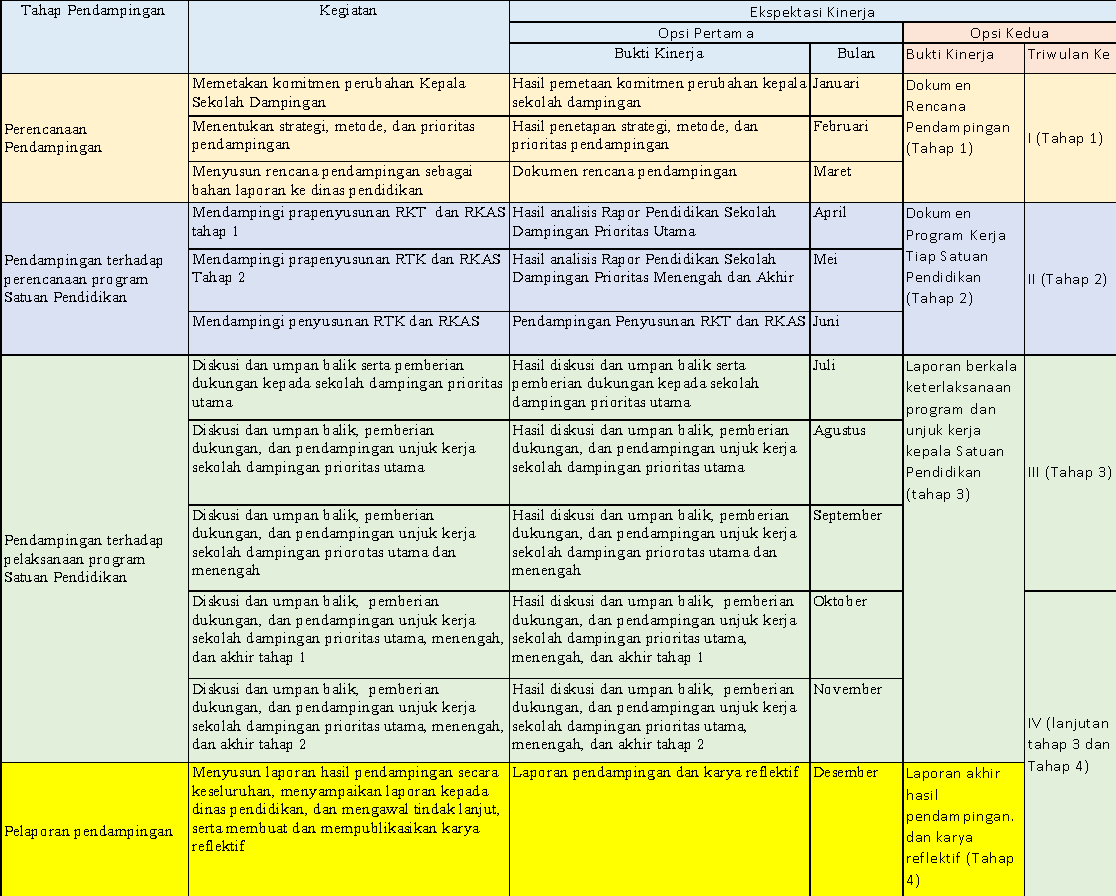 Tahap Pendampingan
Kegiatan
Ekspektasi Kinerja
Opsi Pertama
Opsi Kedua
Bukti Kinerja
Bulan
Bukti Kinerja
Triwulan Ke
Perencanaan
Pendampingan
Memetakan komitmen perubahan Kepala
Sekolah Dampingan
Hasil pemetaan komitmen perubahan kepala
sekolah dampingan
Januari
Dokumen
Rencana
Pendampingan
(Tahap 1)
I (Tahap 1)
Menentukan strategi, metode, dan prioritas
pendampingan
Hasil penetapan strategi, metode, dan
prioritas pendampingan
Februari
Menyusun rencana pendampingan sebagai
bahan laporan ke dinas pendidikan
Dokumen rencana pendampingan
Maret
Pendampingan terhadap
perencanaan program
Satuan Pendidikan
Mendampingi prapenyusunan RKT dan RKAS
tahap 1
Hasil analisis Rapor Pendidikan Sekolah
Dampingan Prioritas Utama
April
Dokumen
Program Kerja
Tiap Satuan
Pendidikan
(Tahap 2)
II (Tahap 2)
Mendampingi prapenyusunan RTK dan RKAS
Tahap 2
Hasil analisis Rapor Pendidikan Sekolah
Dampingan Prioritas Menengah dan Akhir
Mei
Mendampingi penyusunan RTK dan RKAS
Pendampingan Penyusunan RKT dan RKAS
Juni
Pendampingan terhadap
pelaksanaan program
Satuan Pendidikan
Diskusi dan umpan balik serta pemberian
dukungan kepada sekolah dampingan prioritas
utama
Hasil diskusi dan umpan balik serta
pemberian dukungan kepada sekolah
dampingan prioritas utama
Juli
Laporan berkala
keterlaksanaan
program dan
unjuk kerja
kepala Satuan
Pendidikan
(tahap 3)
III (Tahap 3)
Diskusi dan umpan balik, pemberian
dukungan, dan pendampingan unjuk kerja
sekolah dampingan prioritas utama
Hasil diskusi dan umpan balik, pemberian
dukungan, dan pendampingan unjuk kerja
sekolah dampingan prioritas utama
Agustus
Diskusi dan umpan balik, pemberian
dukungan, dan pendampingan unjuk kerja
sekolah dampingan priorotas utama dan
menengah
Hasil diskusi dan umpan balik, pemberian
dukungan, dan pendampingan unjuk kerja
sekolah dampingan priorotas utama dan
menengah
September
Diskusi dan umpan balik, pemberian
dukungan, dan pendampingan unjuk kerja
sekolah dampingan prioritas utama, menengah,
dan akhir tahap 1
Hasil diskusi dan umpan balik, pemberian
dukungan, dan pendampingan unjuk kerja
sekolah dampingan prioritas utama,
menengah, dan akhir tahap 1
Oktober
IV (lanjutan
tahap 3 dan
Tahap 4)
Diskusi dan umpan balik, pemberian
dukungan, dan pendampingan unjuk kerja
sekolah dampingan prioritas utama, menengah,
dan akhir tahap 2
Hasil diskusi dan umpan balik, pemberian
dukungan, dan pendampingan unjuk kerja
sekolah dampingan prioritas utama,
menengah, dan akhir tahap 2
November
Pelaporan pendampingan
Menyusun laporan hasil pendampingan secara
keseluruhan, menyampaikan laporan kepada
dinas pendidikan, dan mengawal tindak lanjut,
serta membuat dan mempublikasikan karya
reflektif
Laporan pendampingan dan karya reflektif
Desember
Laporan akhir
hasil
pendampingan.
dan karya
reflektif (Tahap
4)